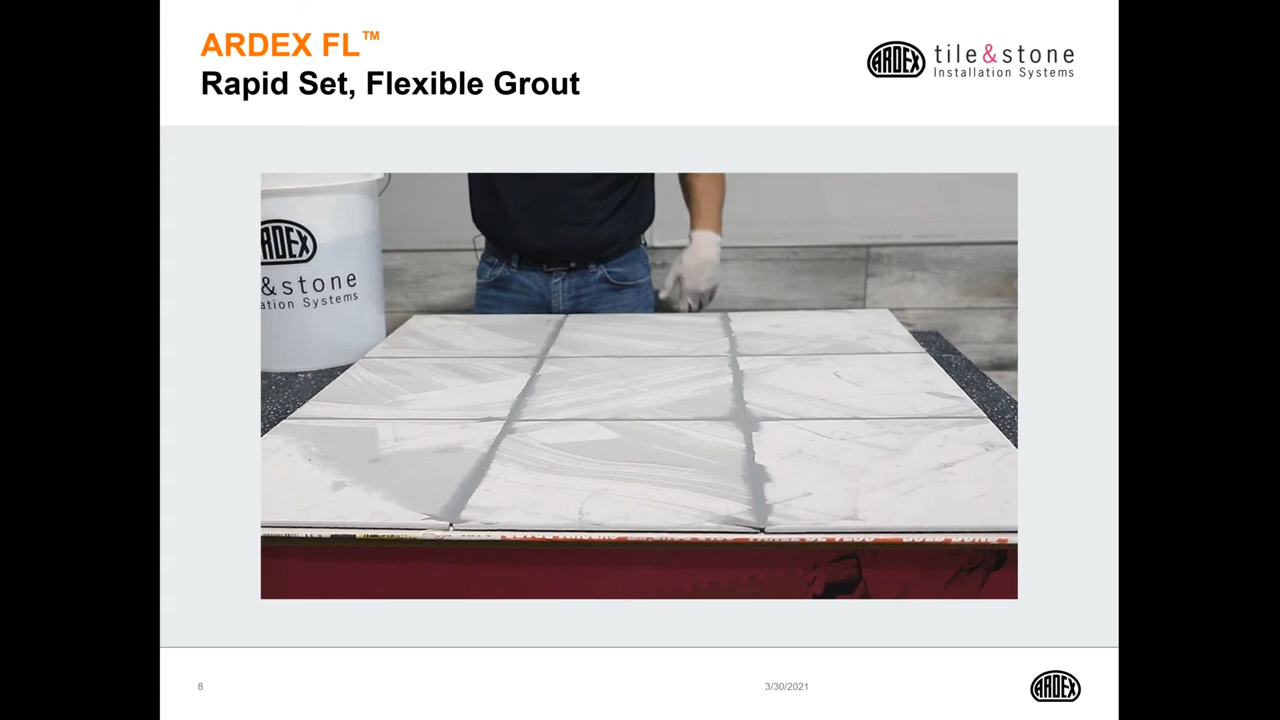 ARDEX FL™
Rapid Set, Flexible Grout
ARDEX tile&stone
Installation Systems
ARDEX
&stone
ation Systems
8
3/30/2021
ARDEX